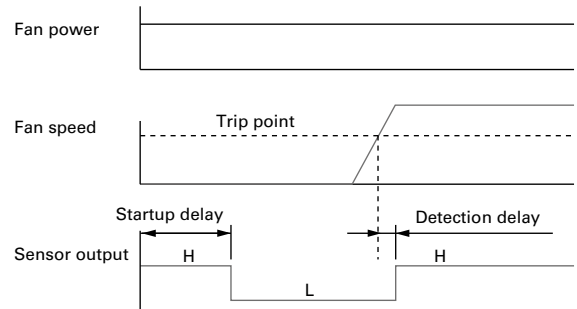 Fan power
Fan speed
Trip point
Startup delay
Detection delay
Sensor output
H
H
L